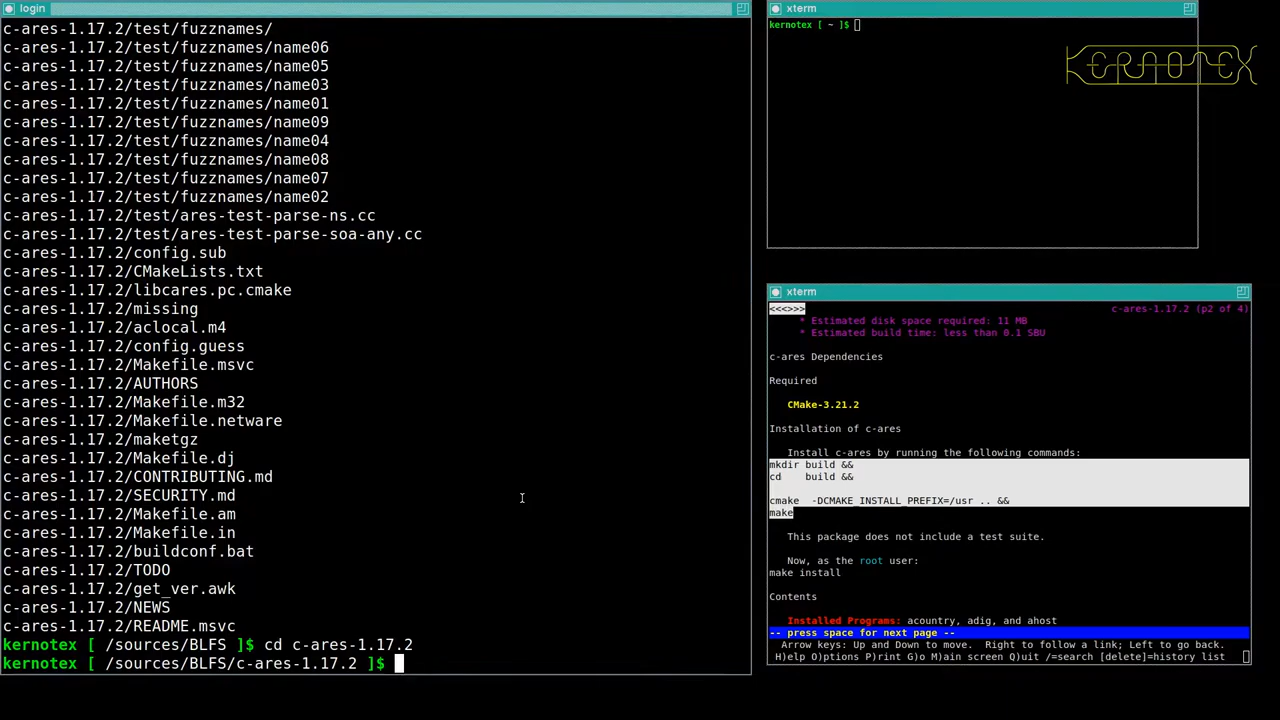 login
c-ares-1.17.2/test/fuzznames/
c-ares-1.17.2/test/fuzznames/name06
c-ares-1.17.2/test/fuzznames/name05
c-ares-1.17.2/test/fuzznames/name03
c-ares-1.17.2/test/fuzznames/name01
c-ares-1.17.2/test/fuzznames/name09
c-ares-1.17.2/test/fuzznames/name04
c-ares-1.17.2/test/fuzznames/name08
c-ares-1.17.2/test/fuzznames/name07
c-ares-1.17.2/test/fuzznames/name02
c-ares-1.17.2/test/ares-test-parse-ns.cc
c-ares-1.17.2/test/ares-test-parse-soa-any.cc
c-ares-1.17.2/config.sub
c-ares-1.17.2/CMakeLists.txt
c-ares-1.17.2/libcares.pc.cmake
c-ares-1.17.2/missing
c-ares-1.17.2/aclocal.m4
c-ares-1.17.2/config.guess
c-ares-1.17.2/Makefile.msvc
c-ares-1.17.2/AUTHORS
c-ares-1.17.2/Makefile.m32
c-ares-1.17.2/Makefile.netware
c-ares-1.17.2/maketgz
c-ares-1.17.2/Makefile.dj
c-ares-1.17.2/CONTRIBUTING.md
c-ares-1.17.2/SECURITY.md
c-ares-1.17.2/Makefile.am
c-ares-1.17.2/Makefile.in
c-ares-1.17.2/buildconf.bat
c-ares-1.17.2/TODO
c-ares-1.17.2/get_ver.awk
c-ares-1.17.2/NEWS
c-ares-1.17.2/README.msvc
kernotex [ /sources/BLFS ]$ cd c-ares-1.17.2
kernotex [ /sources/BLFS/c-ares-1.17.2 ]$
xterm
kernotex [ ~ ]$
KERNOTEX
xterm
<<<>>> c-ares-1.17.2 (p2 of 4)
* Estimated disk space required: 11 MB
* Estimated build time: less than 0.1 SBU
c-ares Dependencies
Required
CMake-3.21.2
Installation of c-ares
Install c-ares by running the following commands:
mkdir build &&
cd    build &&
cmake  -DCMAKE_INSTALL_PREFIX=/usr .. &&
make
This package does not include a test suite.
Now, as the root user:
make install
Contents
Installed Programs: acountry, adig, and ahost
-- press space for next page --
Arrow keys: Up and Down to move.  Right to follow a link; Left to go back.
H)elp O)ptions P)rint G)o M)ain screen Q)uit /=search [delete]=history list